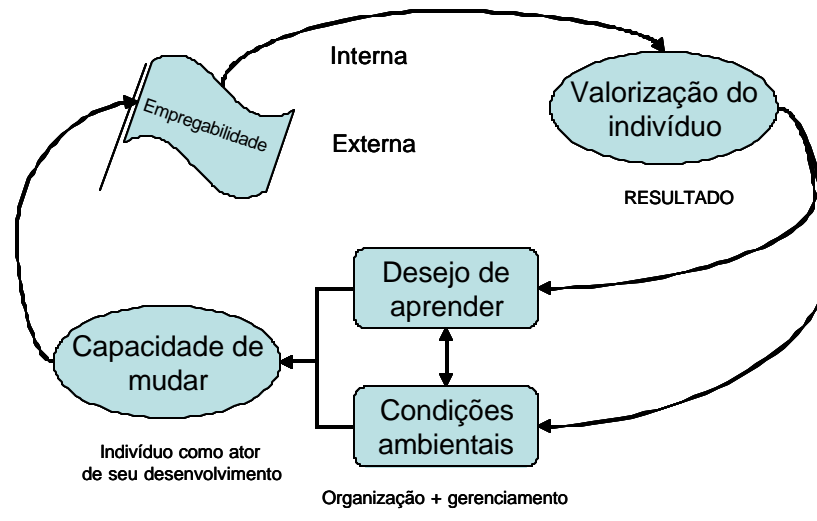 Interna
Empregabilidade
Externa
Valorização do
indivíduo
RESULTADO
Desejo de
aprender
Capacidade de
mudar
Condições
ambientais
Indivíduo como ator
de seu desenvolvimento
Organização + gerenciamento